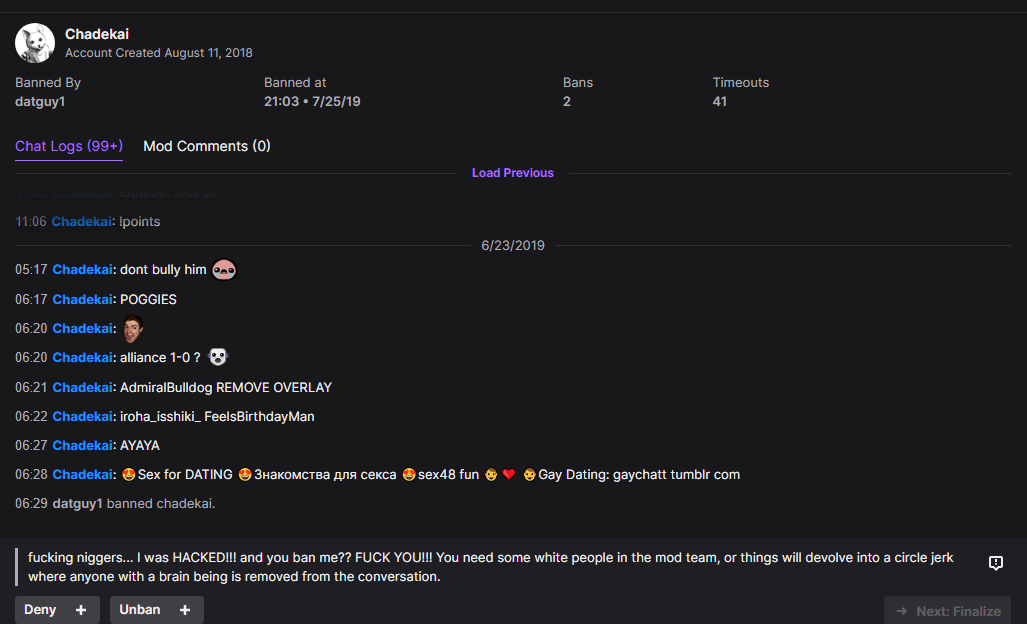 Chadekai
Account Created August 11, 2018
Banned By Banned at Bans Timeouts
datguy1 21:03 • 7/25/19 2 41
Chat Logs (99+) Mod Comments (0)
Load Previous
11:06 Chadekai: !points
6/23/2019
05:17 Chadekai: dont bully him
06:17 Chadekai: POGGIES
06:20 Chadekai:
06:20 Chadekai: alliance 1-0 ?
06:21 Chadekai: AdmiralBulldog REMOVE OVERLAY
06:22 Chadekai: iroha_isshiki_ FeelsBirthdayMan
06:27 Chadekai: AYAYA
06:28 Chadekai: 🤩Sex for DATING 🤩Знакомства для секса 🤩sex48 fun 👨❤️👨Gay Dating: gaychatt tumblr com
06:29 datguy1 banned chadekai.
fucking niggers... I was HACKED!!! and you ban me?? FUCK YOU!!! You need some white people in the mod team, or things will devolve into a circle jerk
where anyone with a brain being is removed from the conversation.
Deny + Unban + → Next: Finalize